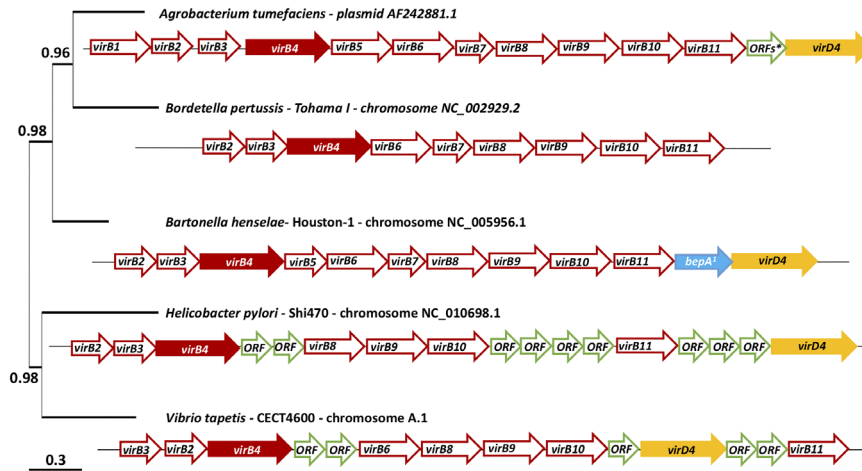 Agrobacterium tumefaciens - plasmid AF242881.1
virB1 virB2 virB3 virB4 virB5 virB6 virB7 virB8 virB9 virB10 virB11 ORFs* virD4
0.96
Bordetella pertussis - Tohama I - chromosome NC_002929.2
virB2 virB3 virB4 virB6 virB7 virB8 virB9 virB10 virB11
0.98
Bartonella henselae- Houston-1 - chromosome NC_005956.1
virB2 virB3 virB4 virB5 virB6 virB7 virB8 virB9 virB10 virB11 bepA¹ virD4
Helicobacter pylori - Shi470 - chromosome NC_010698.1
virB2 virB3 virB4 ORF ORF virB8 virB9 virB10 ORF ORF ORF ORF virB11 ORF ORF ORF virD4
0.98
Vibrio tapetis - CECT4600 - chromosome A.1
virB3 virB2 virB4 ORF ORF virB6 virB8 virB9 virB10 ORF virD4 ORF ORF virB11
0.3